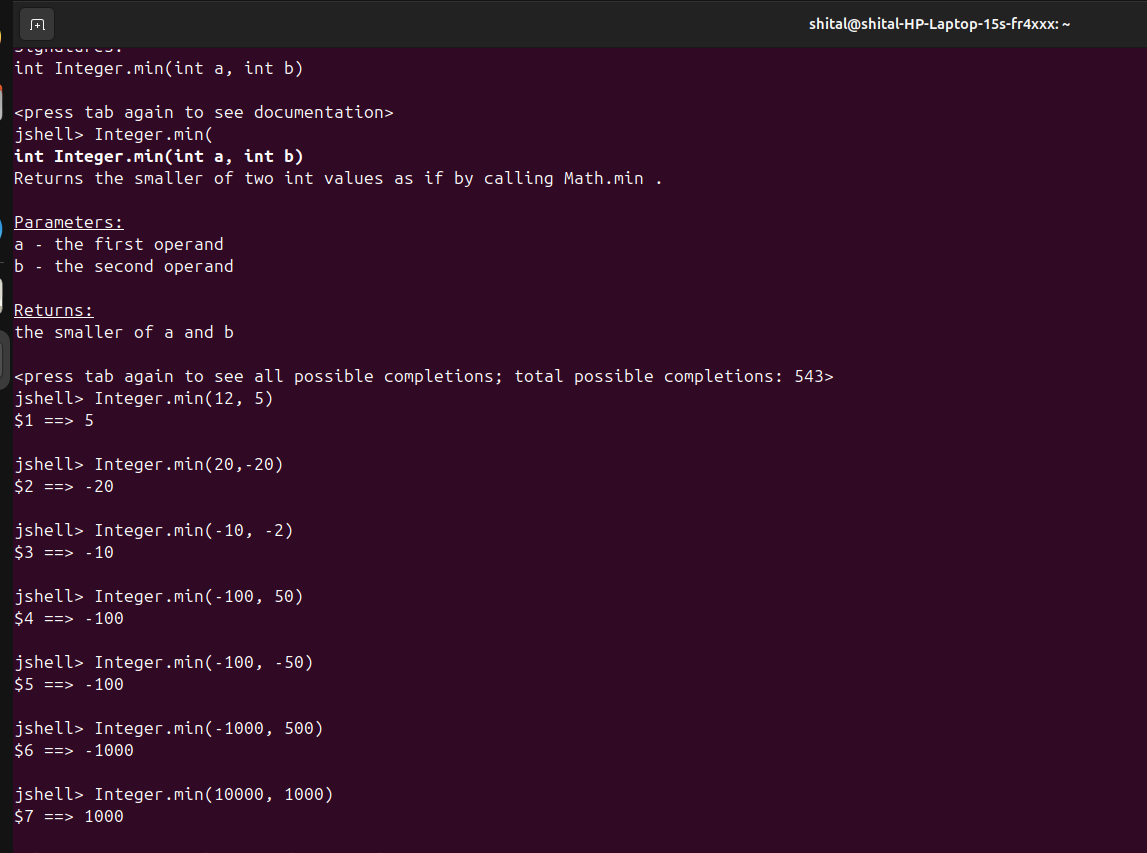 shital@shital-HP-Laptop-15s-fr4xxx: ~
Signatures:
int Integer.min(int a, int b)
<press tab again to see documentation>
jshell> Integer.min(
int Integer.min(int a, int b)
Returns the smaller of two int values as if by calling Math.min .
Parameters:
a - the first operand
b - the second operand
Returns:
the smaller of a and b
<press tab again to see all possible completions; total possible completions: 543>
jshell> Integer.min(12, 5)
$1 ==> 5
jshell> Integer.min(20,-20)
$2 ==> -20
jshell> Integer.min(-10, -2)
$3 ==> -10
jshell> Integer.min(-100, 50)
$4 ==> -100
jshell> Integer.min(-100, -50)
$5 ==> -100
jshell> Integer.min(-1000, 500)
$6 ==> -1000
jshell> Integer.min(10000, 1000)
$7 ==> 1000